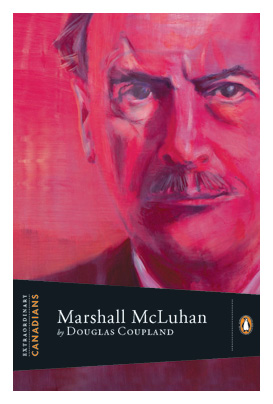 EXTRAORDINARY
CANADIANS
Marshall McLuhan
by DOUGLAS COUPLAND